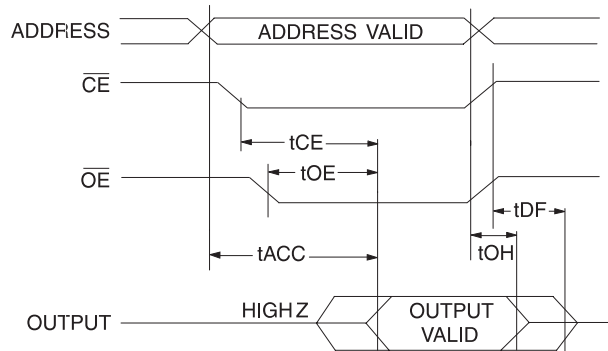 ADDRESS
ADDRESS VALID
CE
tCE
tOE
OE
tDF
tACC
tOH
HIGH Z
OUTPUT
OUTPUT
VALID